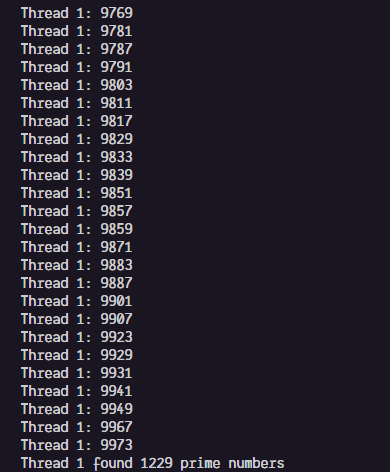 Thread 1: 9769
Thread 1: 9781
Thread 1: 9787
Thread 1: 9791
Thread 1: 9803
Thread 1: 9811
Thread 1: 9817
Thread 1: 9829
Thread 1: 9833
Thread 1: 9839
Thread 1: 9851
Thread 1: 9857
Thread 1: 9859
Thread 1: 9871
Thread 1: 9883
Thread 1: 9887
Thread 1: 9901
Thread 1: 9907
Thread 1: 9923
Thread 1: 9929
Thread 1: 9931
Thread 1: 9941
Thread 1: 9949
Thread 1: 9967
Thread 1: 9973
Thread 1 found 1229 prime numbers